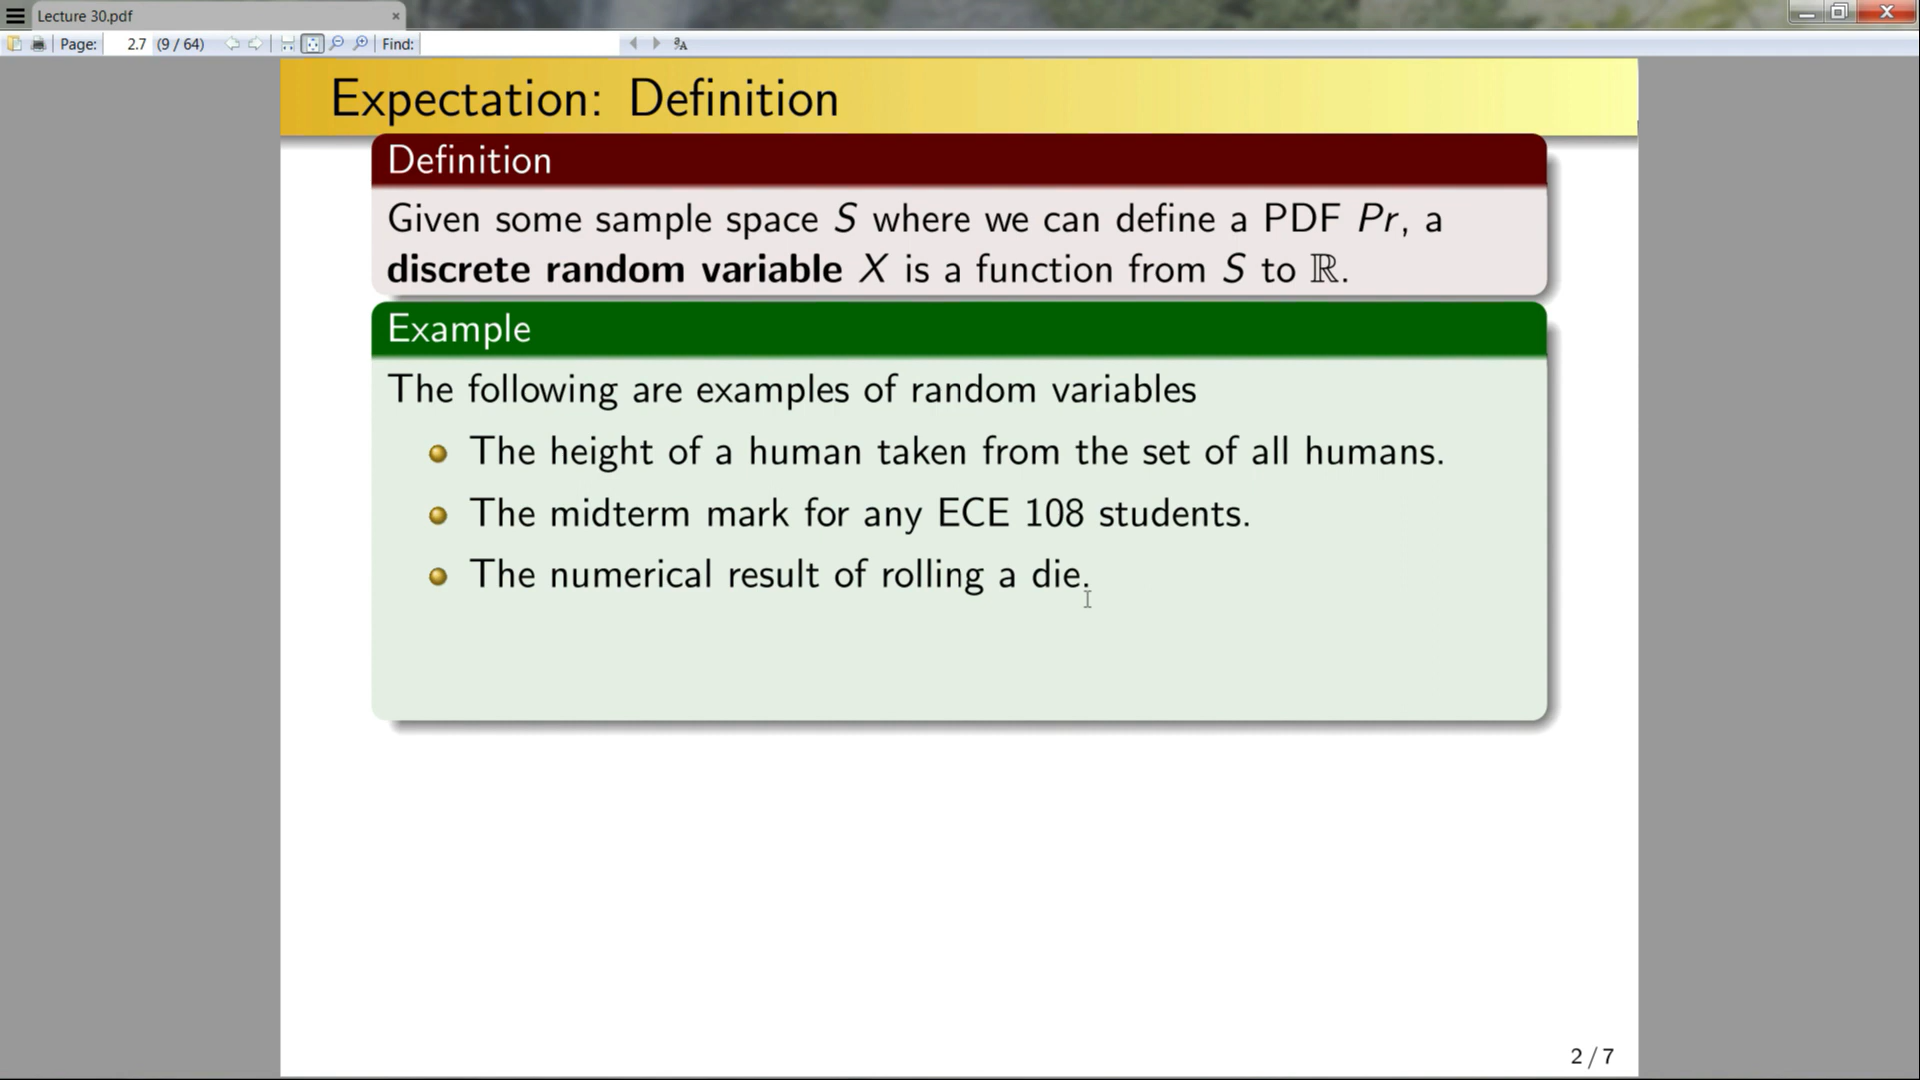 Lecture 30.pdf
Page: 2.7 (9 / 64) Find:
Expectation: Definition
Definition
Given some sample space S where we can define a PDF Pr, a
discrete random variable X is a function from S to ℝ.
Example
The following are examples of random variables
The height of a human taken from the set of all humans.
The midterm mark for any ECE 108 students.
The numerical result of rolling a die.
2 / 7